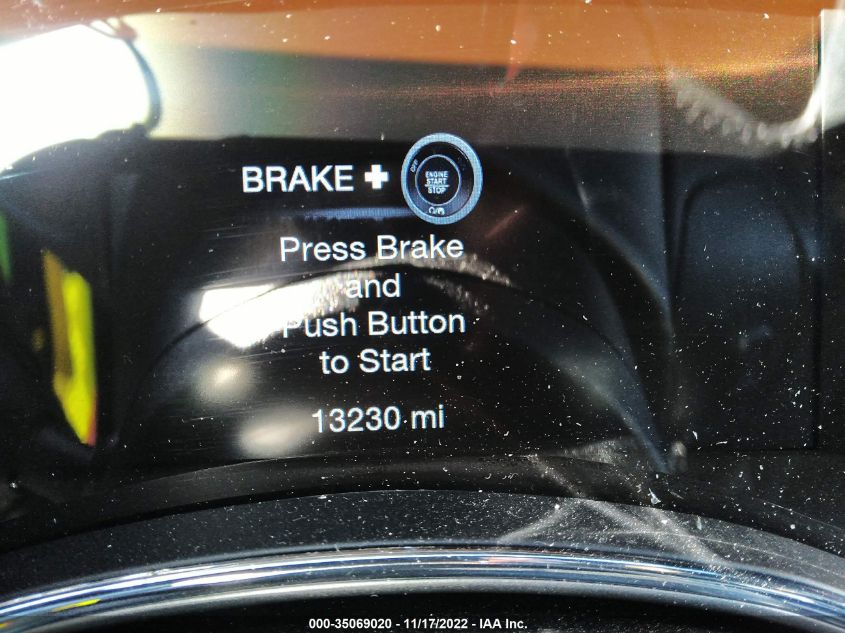 BRAKE +
OFF
ENGINE
START
STOP
Press Brake
and
Push Button
to Start
13230 mi
000-35069020 - 11/17/2022 - IAA Inc.